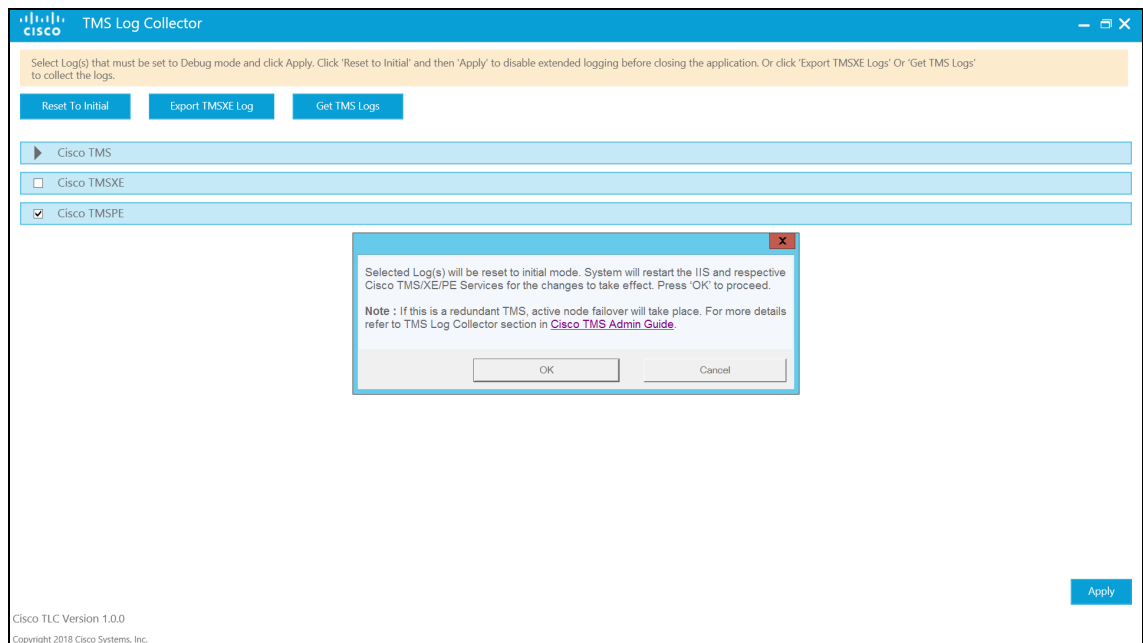 CISCO TMS Log Collector
Select Log(s) that must be set to Debug mode and click Apply. Click 'Reset to Initial' and then 'Apply' to disable extended logging before closing the application. Or click 'Export TMSXE Logs' Or 'Get TMS Logs'
to collect the logs.
Reset To Initial Export TMSXE Log Get TMS Logs
Cisco TMS
Cisco TMSXE
Cisco TMSPE
X
Selected Log(s) will be reset to initial mode. System will restart the IIS and respective
Cisco TMS/XE/PE Services for the changes to take effect. Press 'OK' to proceed.
Note : If this is a redundant TMS, active node failover will take place. For more details
refer to TMS Log Collector section in Cisco TMS Admin Guide.
OK Cancel
Apply
Cisco TLC Version 1.0.0
Copyright 2018 Cisco Systems, Inc.